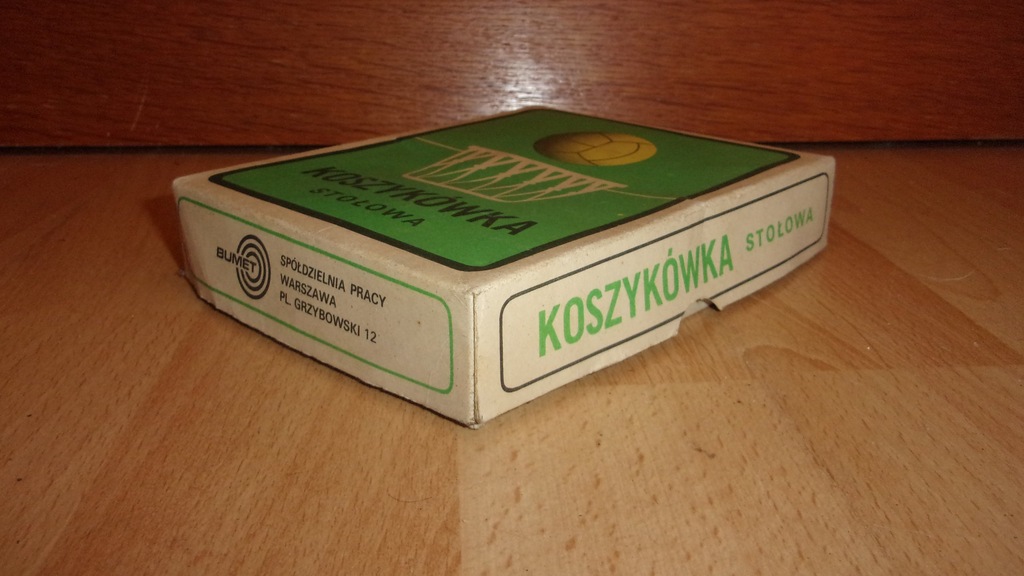 KOSZYKÓWKA
STOŁOWA
BUMET
SPÓŁDZIELNIA PRACY
WARSZAWA
PL. GRZYBOWSKI 12
KOSZYKÓWKA STOŁOWA